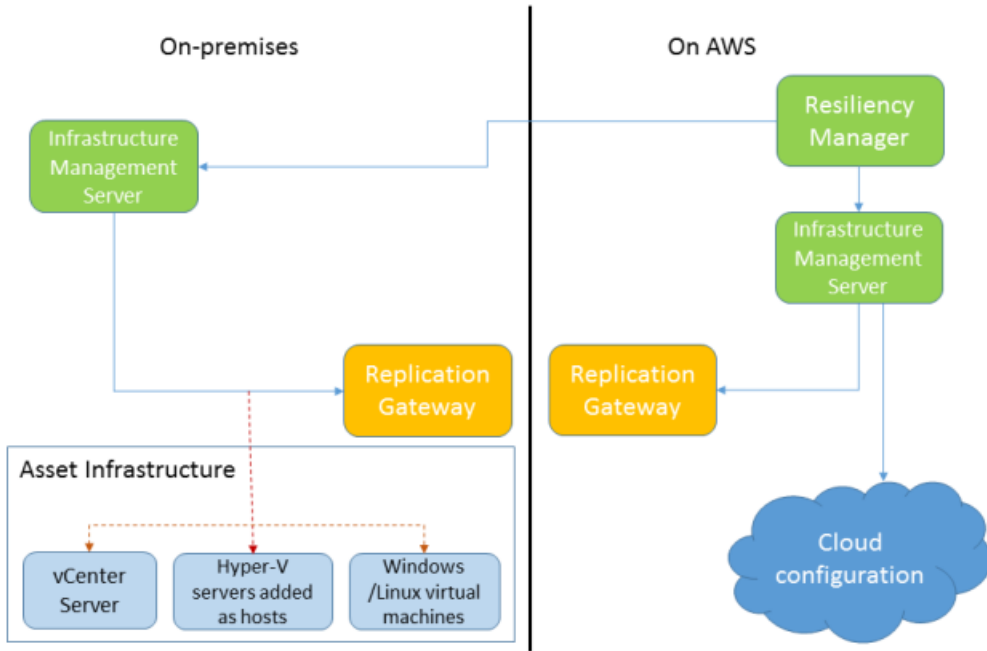 On-premises
On AWS
Resiliency
Manager
Infrastructure
Management
Server
Infrastructure
Management
Server
Replication
Gateway
Replication
Gateway
Asset Infrastructure
vCenter
Server
Hyper-V
servers added
as hosts
Windows
/Linux virtual
machines
Cloud
configuration